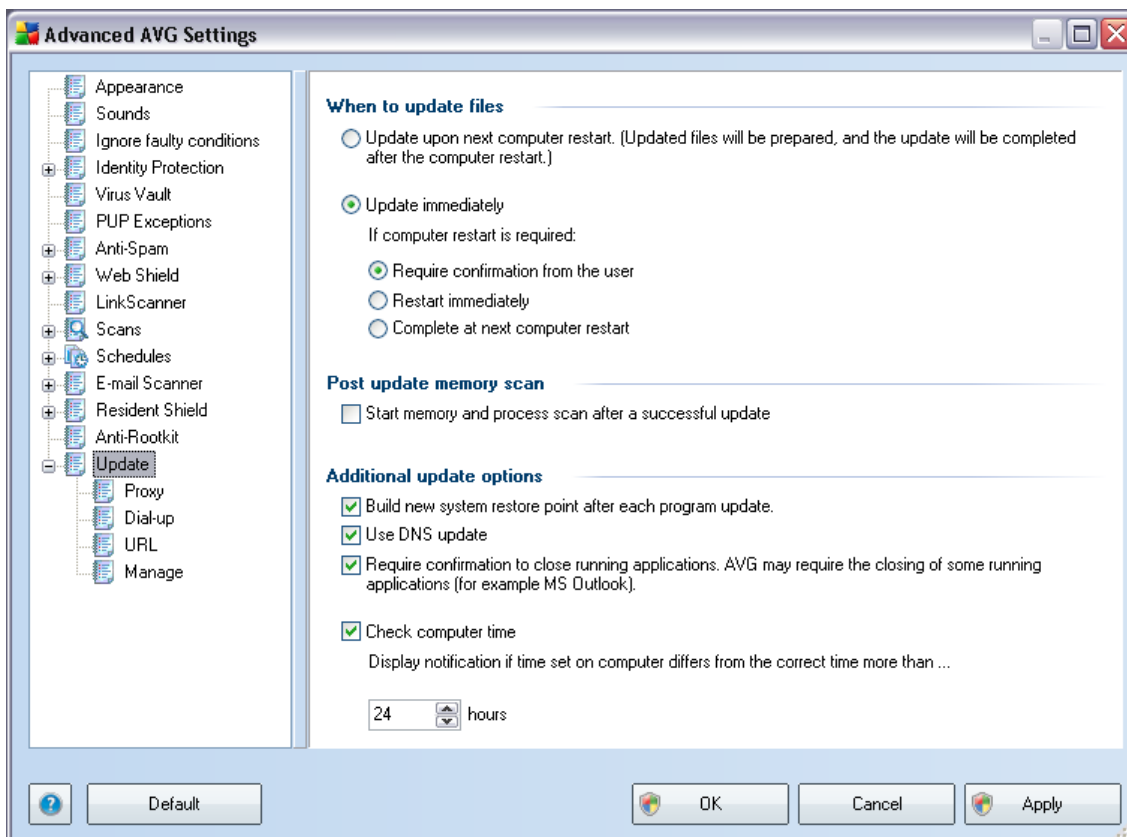 Advanced AVG Settings
Appearance
Sounds
Ignore faulty conditions
Identity Protection
Virus Vault
PUP Exceptions
Anti-Spam
Web Shield
LinkScanner
Scans
Schedules
E-mail Scanner
Resident Shield
Anti-Rootkit
Update
Proxy
Dial-up
URL
Manage
When to update files
Update upon next computer restart. (Updated files will be prepared, and the update will be completed
after the computer restart.)
Update immediately
If computer restart is required:
Require confirmation from the user
Restart immediately
Complete at next computer restart
Post update memory scan
Start memory and process scan after a successful update
Additional update options
Build new system restore point after each program update.
Use DNS update
Require confirmation to close running applications. AVG may require the closing of some running
applications (for example MS Outlook).
Check computer time
Display notification if time set on computer differs from the correct time more than ...
24 hours
Default
OK
Cancel
Apply